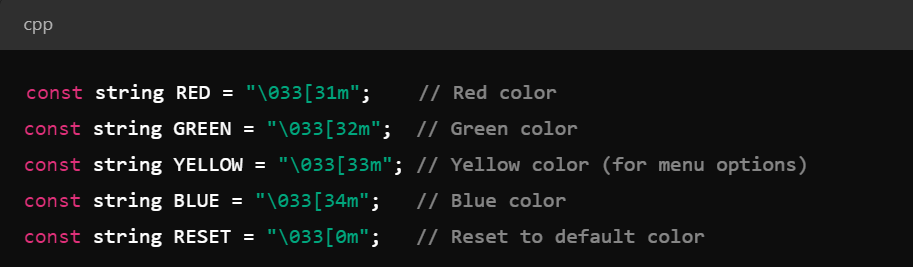 cpp
const string RED = "\033[31m";    // Red color
const string GREEN = "\033[32m";  // Green color
const string YELLOW = "\033[33m"; // Yellow color (for menu options)
const string BLUE = "\033[34m";   // Blue color
const string RESET = "\033[0m";   // Reset to default color